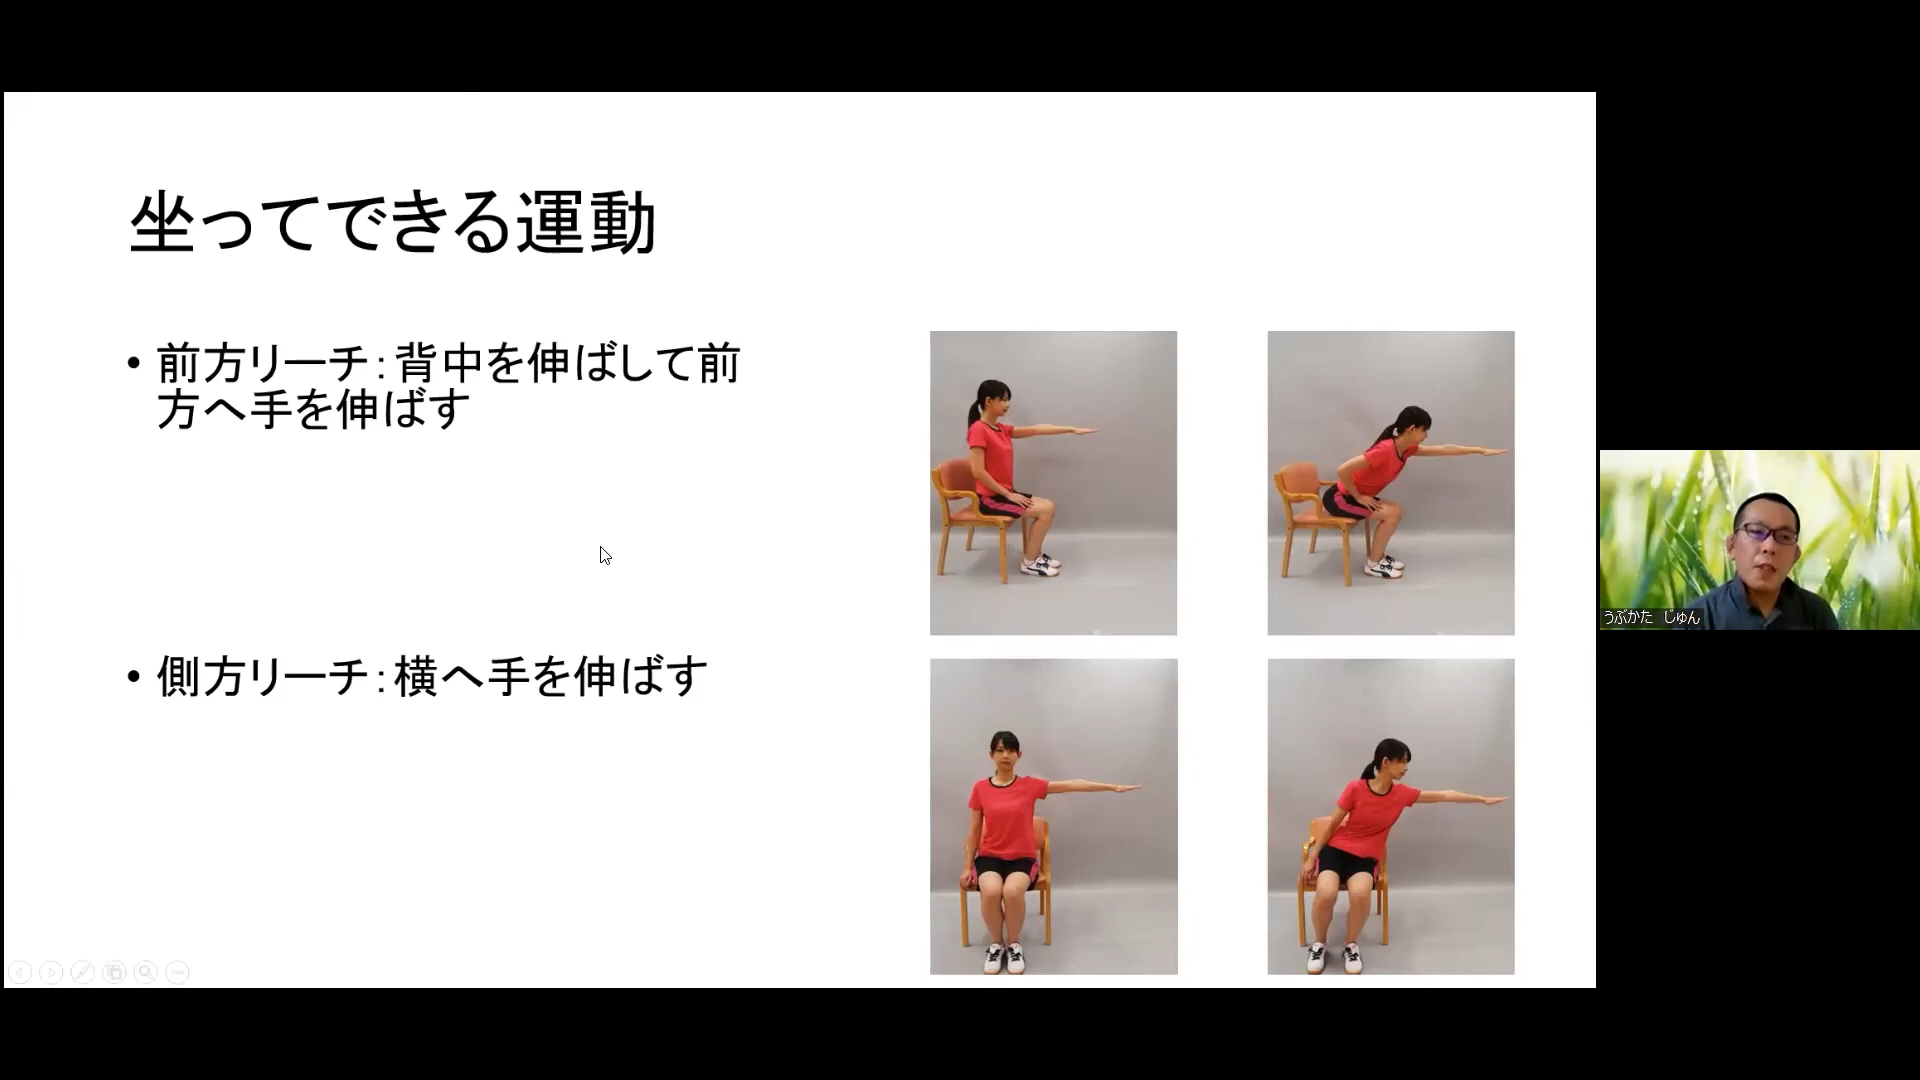 坐ってできる運動
• 前方リーチ：背中を伸ばして前
方へ手を伸ばす
• 側方リーチ：横へ手を伸ばす
うぶかた　じゅん